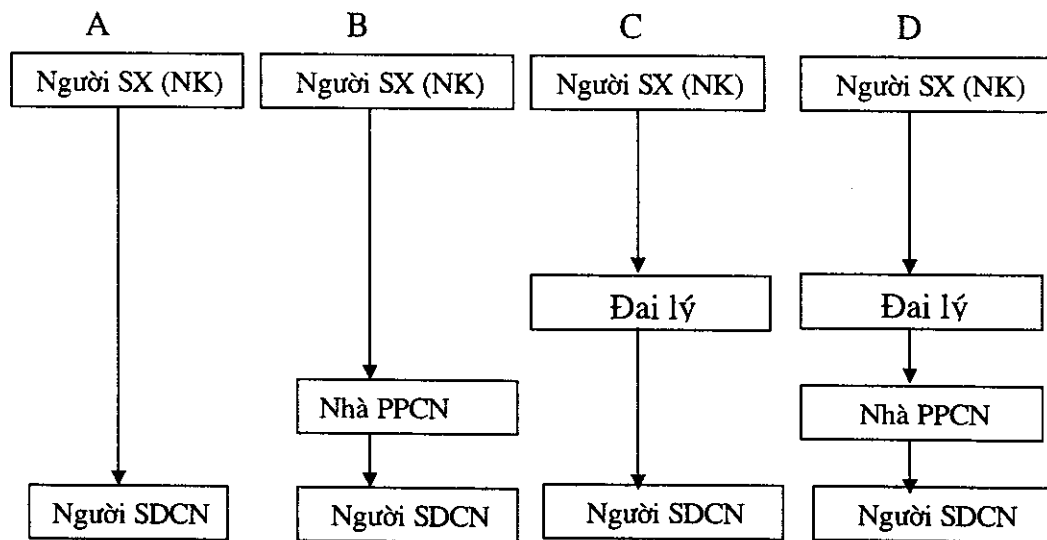 A B C D
Người SX (NK) Người SX (NK) Người SX (NK) Người SX (NK)
Đai lý Đai lý
Nhà PPCN Nhà PPCN
Người SDCN Người SDCN Người SDCN Người SDCN